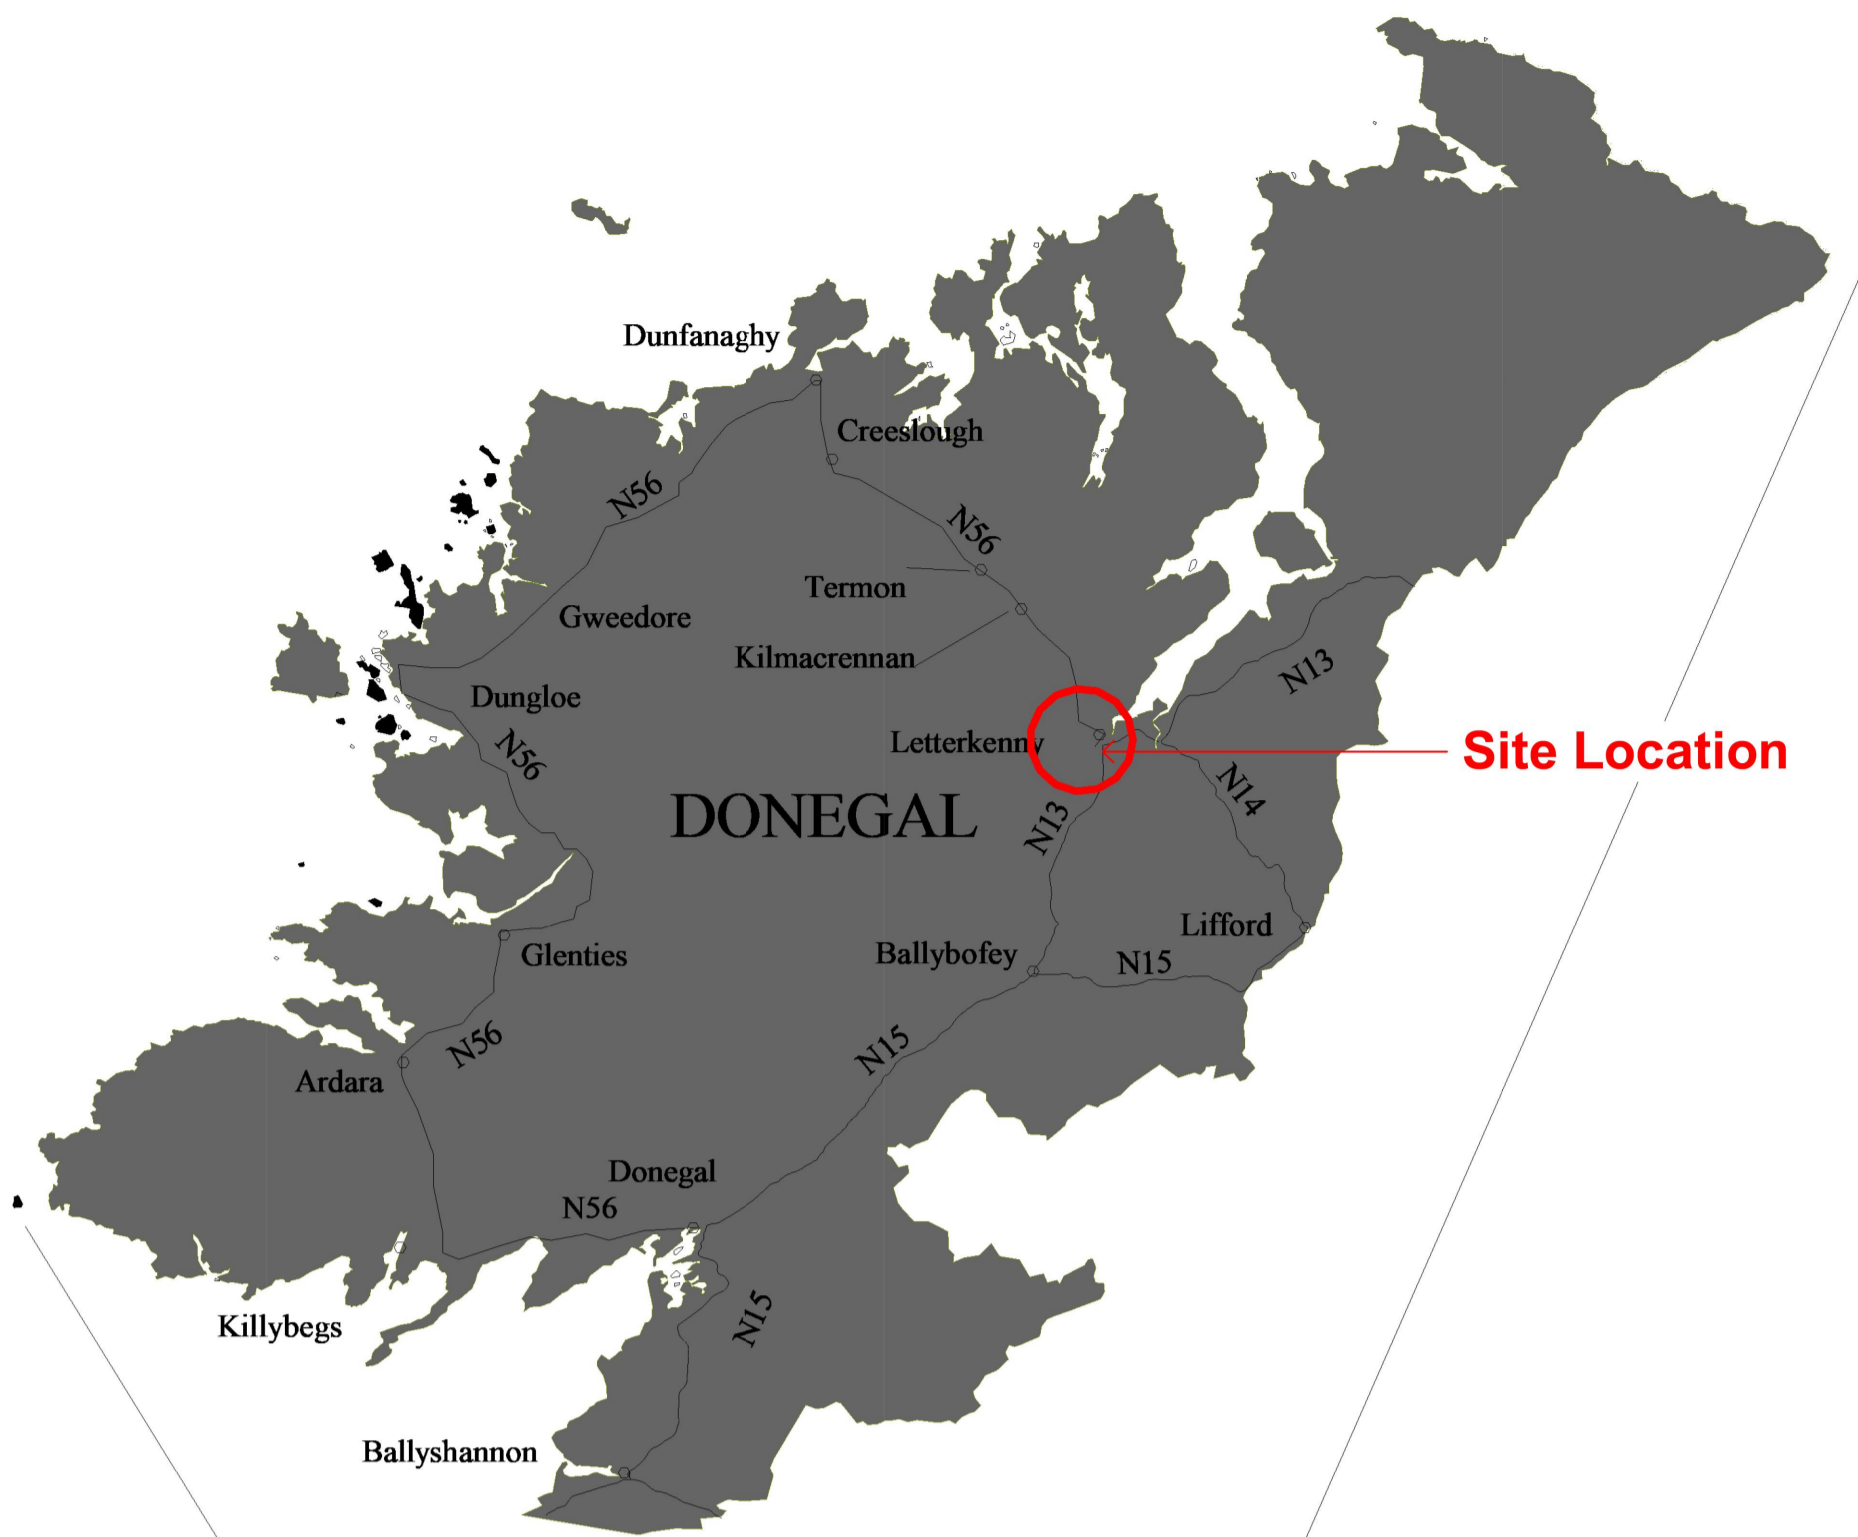 Dunfanaghy
Creeslough
N56
N56
Termon
Gweedore
Kilmacrennan
N13
Dungloe
Letterkenny
Site Location
N56
N14
DONEGAL
N13
Lifford
Ballybofey
Glenties
N15
N56
N15
Ardara
Donegal
N56
N15
Killybegs
Ballyshannon